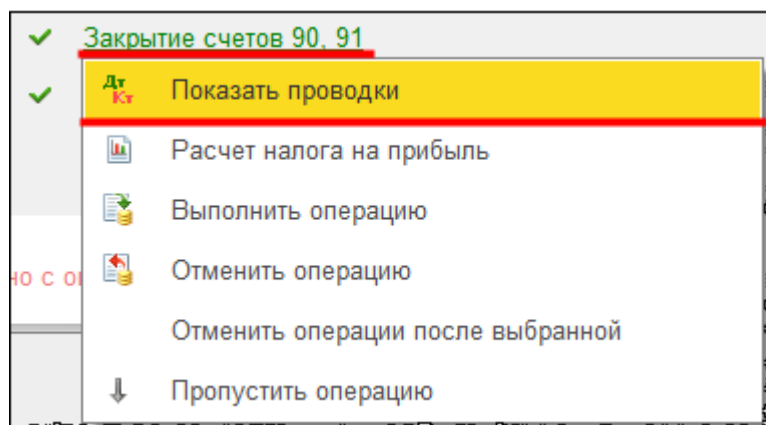 Закрытие счетов 90, 91
Дт Кт Показать проводки
Расчет налога на прибыль
Выполнить операцию
Отменить операцию
но с о
Отменить операции после выбранной
Пропустить операцию